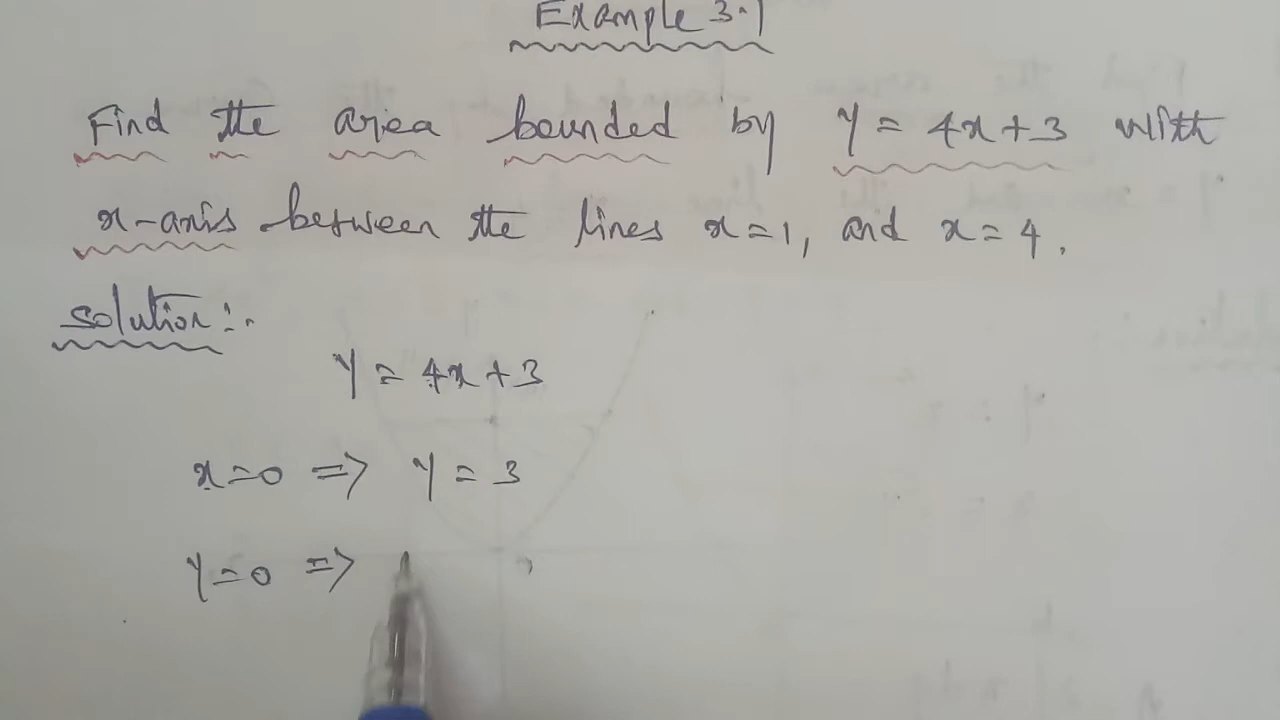 Example 3.1
Find the area bounded by y = 4x+3 with
x-axis between the lines x=1, and x=4.
Solution:-
y = 4x+3
x=0 => y = 3
y=0 =>